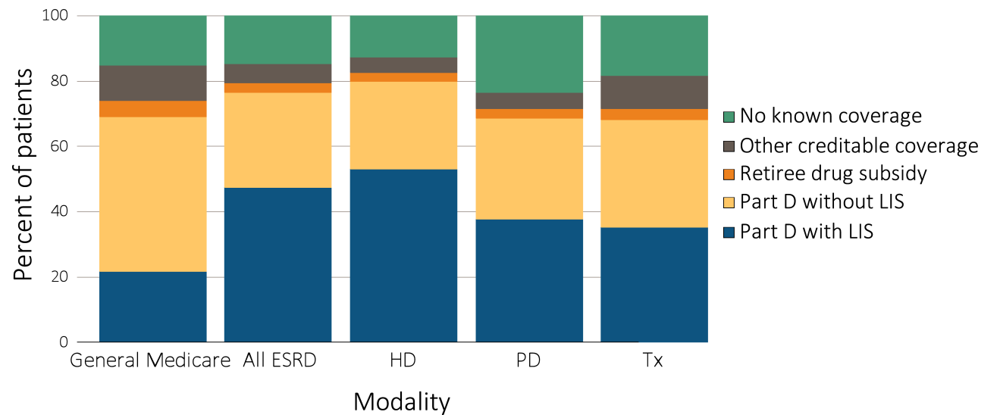 100
80
60
40
20
0
Percent of patients
General Medicare
All ESRD
HD
PD
Tx
Modality
No known coverage
Other creditable coverage
Retiree drug subsidy
Part D without LIS
Part D with LIS